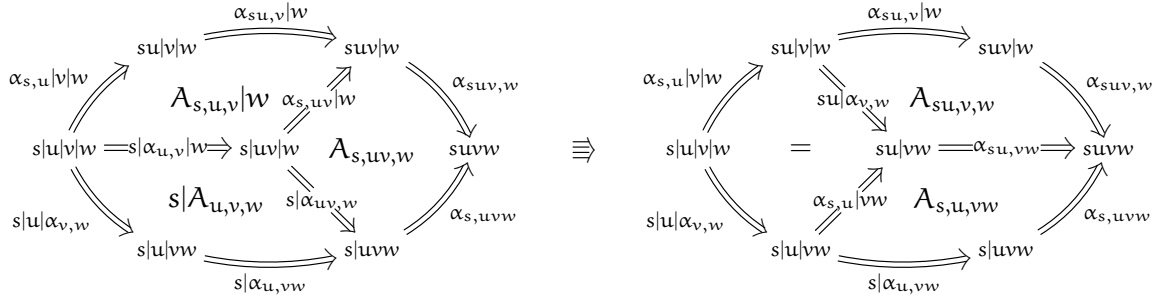 α_{su,v}|w α_{su,v}|w
su|v|w suv|w su|v|w suv|w
α_{s,u}|v|w A_{s,u,v}|w α_{s,uv}|w α_{suv,w} α_{s,u}|v|w su|α_{v,w} A_{su,v,w} α_{suv,w}
s|u|v|w s|α_{u,v}|w s|uv|w A_{s,uv,w} suvw ≡> s|u|v|w = su|vw α_{su,vw} suvw
s|u|α_{v,w} s|A_{u,v,w} s|α_{uv,w} α_{s,uvw} s|u|α_{v,w} α_{s,u}|vw A_{s,u,vw} α_{s,uvw}
s|u|vw s|uvw s|u|vw s|uvw
s|α_{u,vw} s|α_{u,vw}